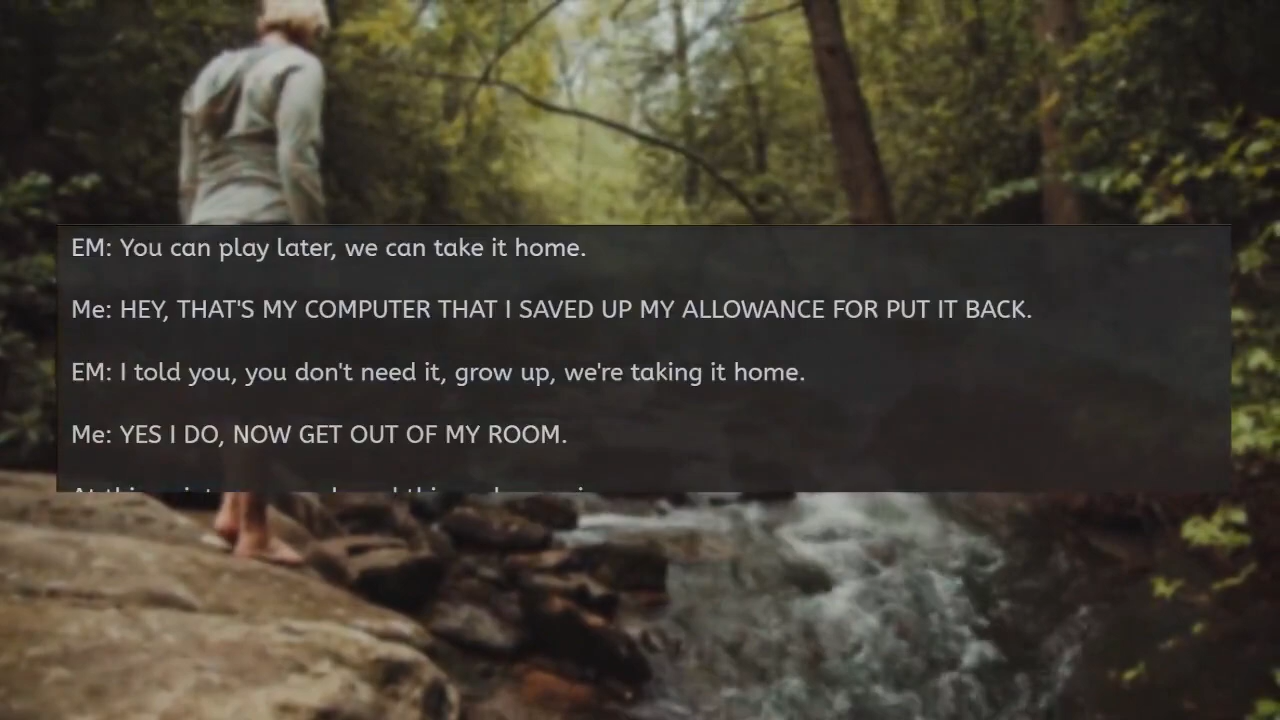 EM: You can play later, we can take it home.
Me: HEY, THAT'S MY COMPUTER THAT I SAVED UP MY ALLOWANCE FOR PUT IT BACK.
EM: I told you, you don't need it, grow up, we're taking it home.
Me: YES I DO, NOW GET OUT OF MY ROOM.